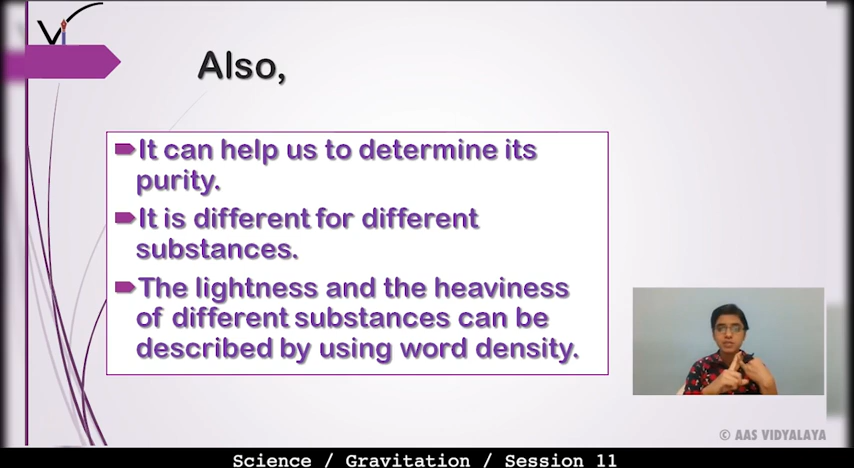 Also,
It can help us to determine its
purity.
It is different for different
substances.
The lightness and the heaviness
of different substances can be
described by using word density.
© AAS VIDYALAYA
Science / Gravitation / Session 11